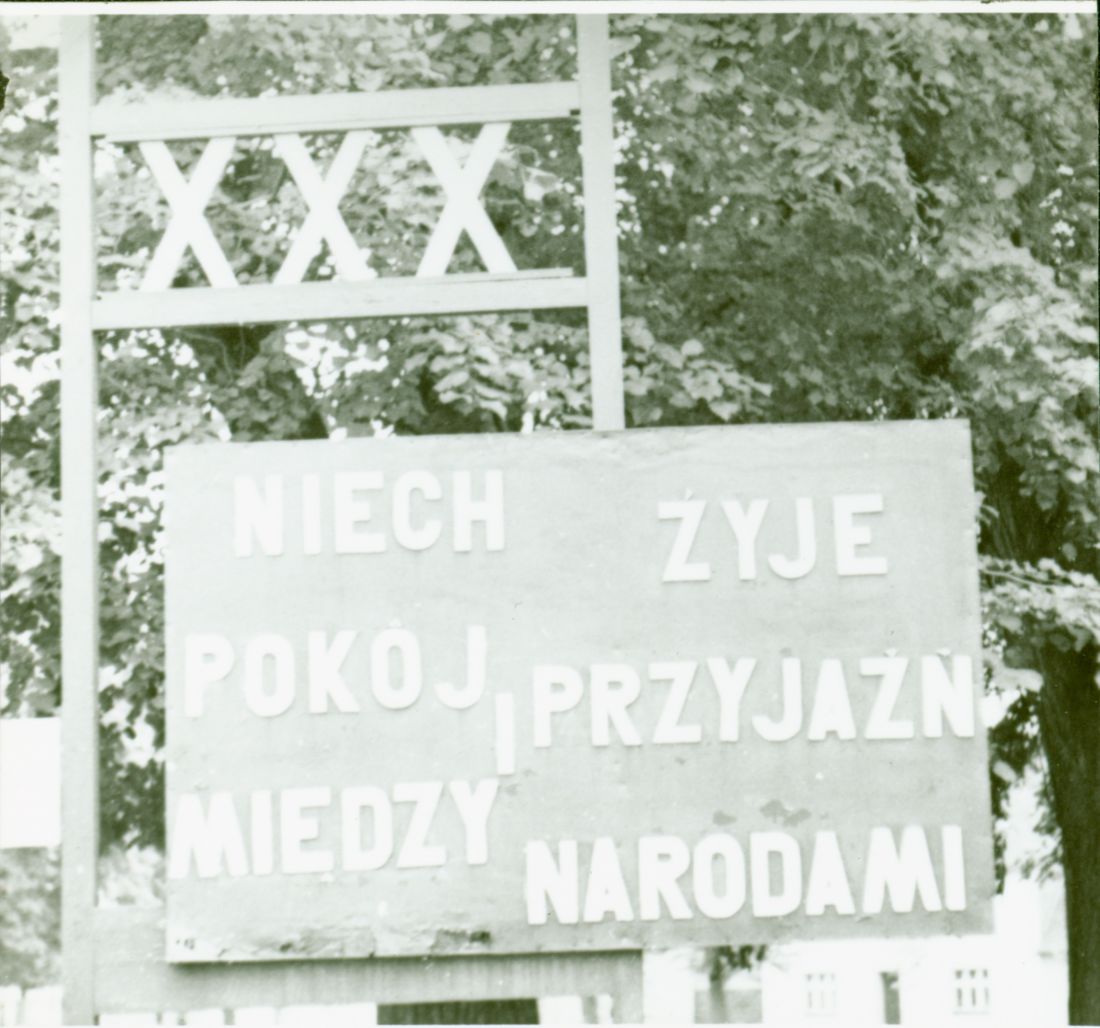 XXX
NIECH ŻYJE
POKÓJ I PRZYJAŹŃ
MIEDZY NARODAMI